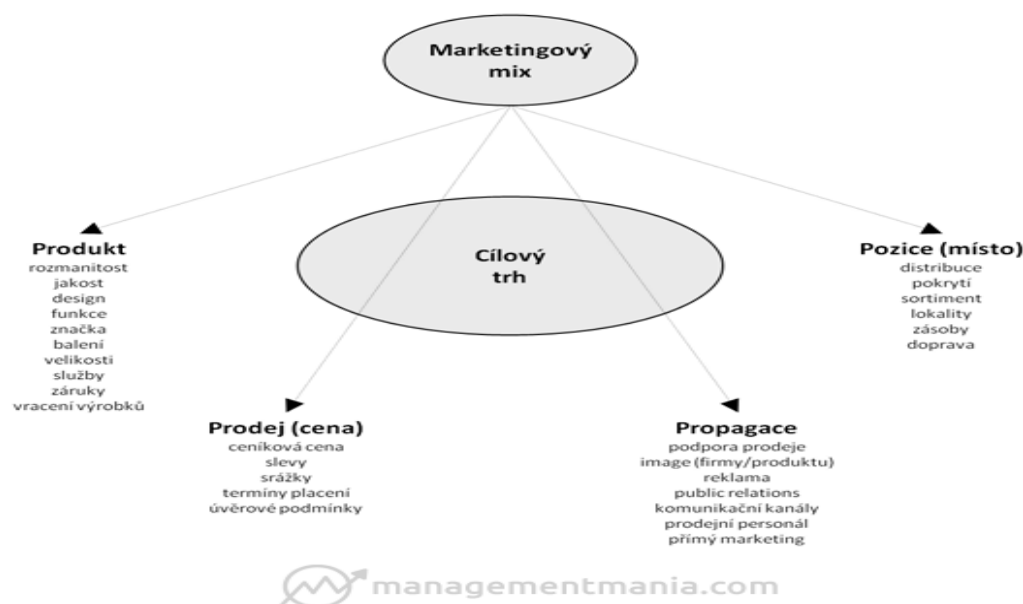 Marketingový
mix
Cílový
trh
Produkt
rozmanitost
jakost
design
funkce
značka
balení
velikosti
služby
záruky
vracení výrobků
Prodej (cena)
ceníková cena
slevy
srážky
termíny placení
úvěrové podmínky
Propagace
podpora prodeje
image (firmy/produktu)
reklama
public relations
komunikační kanály
prodejní personál
přímý marketing
Pozice (místo)
distribuce
pokrytí
sortiment
lokality
zásoby
doprava
managementmania.com